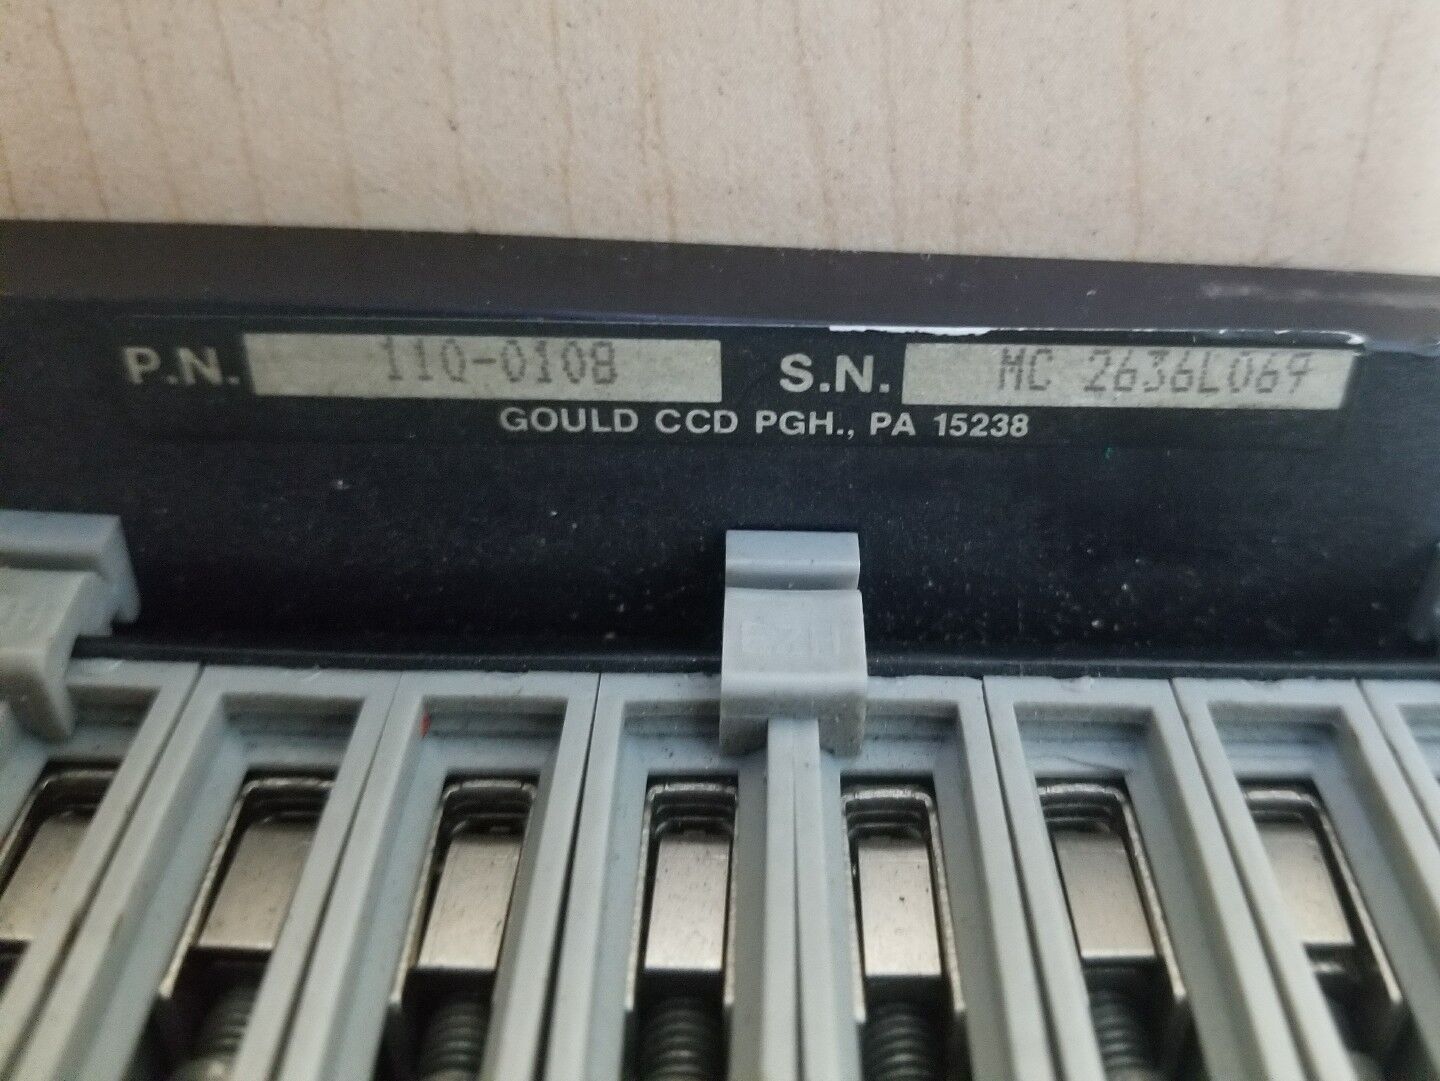 P.N. 110-0108 S.N. MC 2636L069
GOULD CCD PGH., PA 15238